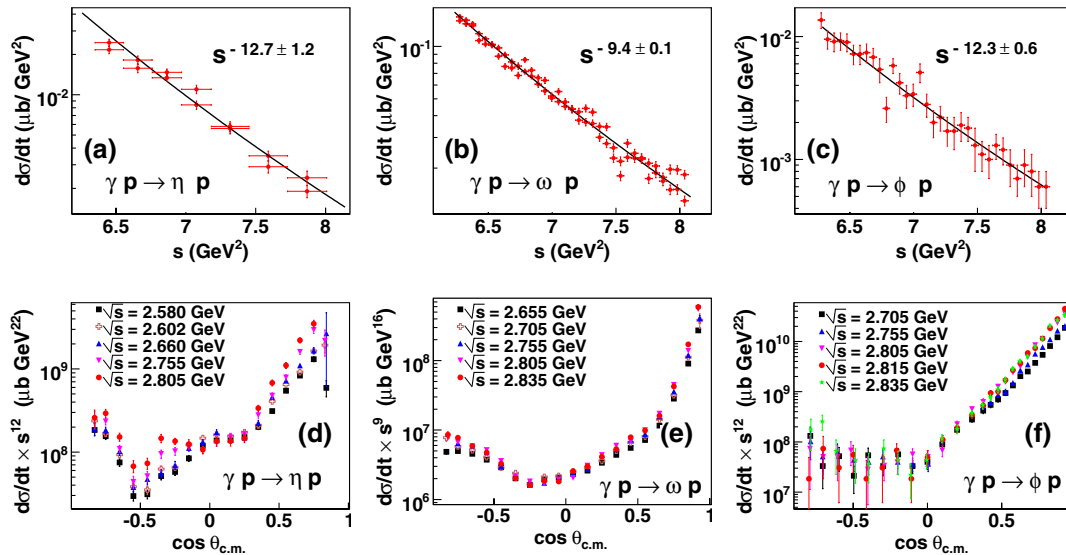 (a)
s^-12.7 ± 1.2
γ p → η p
dσ/dt (μb/ GeV²)
10⁻²
6.5 7 7.5 8
s (GeV²)
(b)
s^-9.4 ± 0.1
γ p → ω p
dσ/dt (μb/ GeV²)
10⁻¹
6.5 7 7.5 8
s (GeV²)
(c)
s^-12.3 ± 0.6
γ p → φ p
dσ/dt (μb/ GeV²)
10⁻²
10⁻³
6.5 7 7.5 8
s (GeV²)
√s = 2.580 GeV
√s = 2.602 GeV
√s = 2.660 GeV
√s = 2.755 GeV
√s = 2.805 GeV
(d)
γ p → η p
dσ/dt × s¹² (μb GeV²²)
10⁹
10⁸
-0.5 0 0.5 1
cos θc.m.
√s = 2.655 GeV
√s = 2.705 GeV
√s = 2.755 GeV
√s = 2.805 GeV
√s = 2.835 GeV
(e)
γ p → ω p
dσ/dt × s⁹ (μb GeV¹⁶)
10⁸
10⁷
10⁶
-0.5 0 0.5 1
cos θc.m.
√s = 2.705 GeV
√s = 2.755 GeV
√s = 2.805 GeV
√s = 2.815 GeV
√s = 2.835 GeV
(f)
γ p → φ p
dσ/dt × s¹² (μb GeV²²)
10¹⁰
10⁹
10⁸
10⁷
-0.5 0 0.5
cos θc.m.